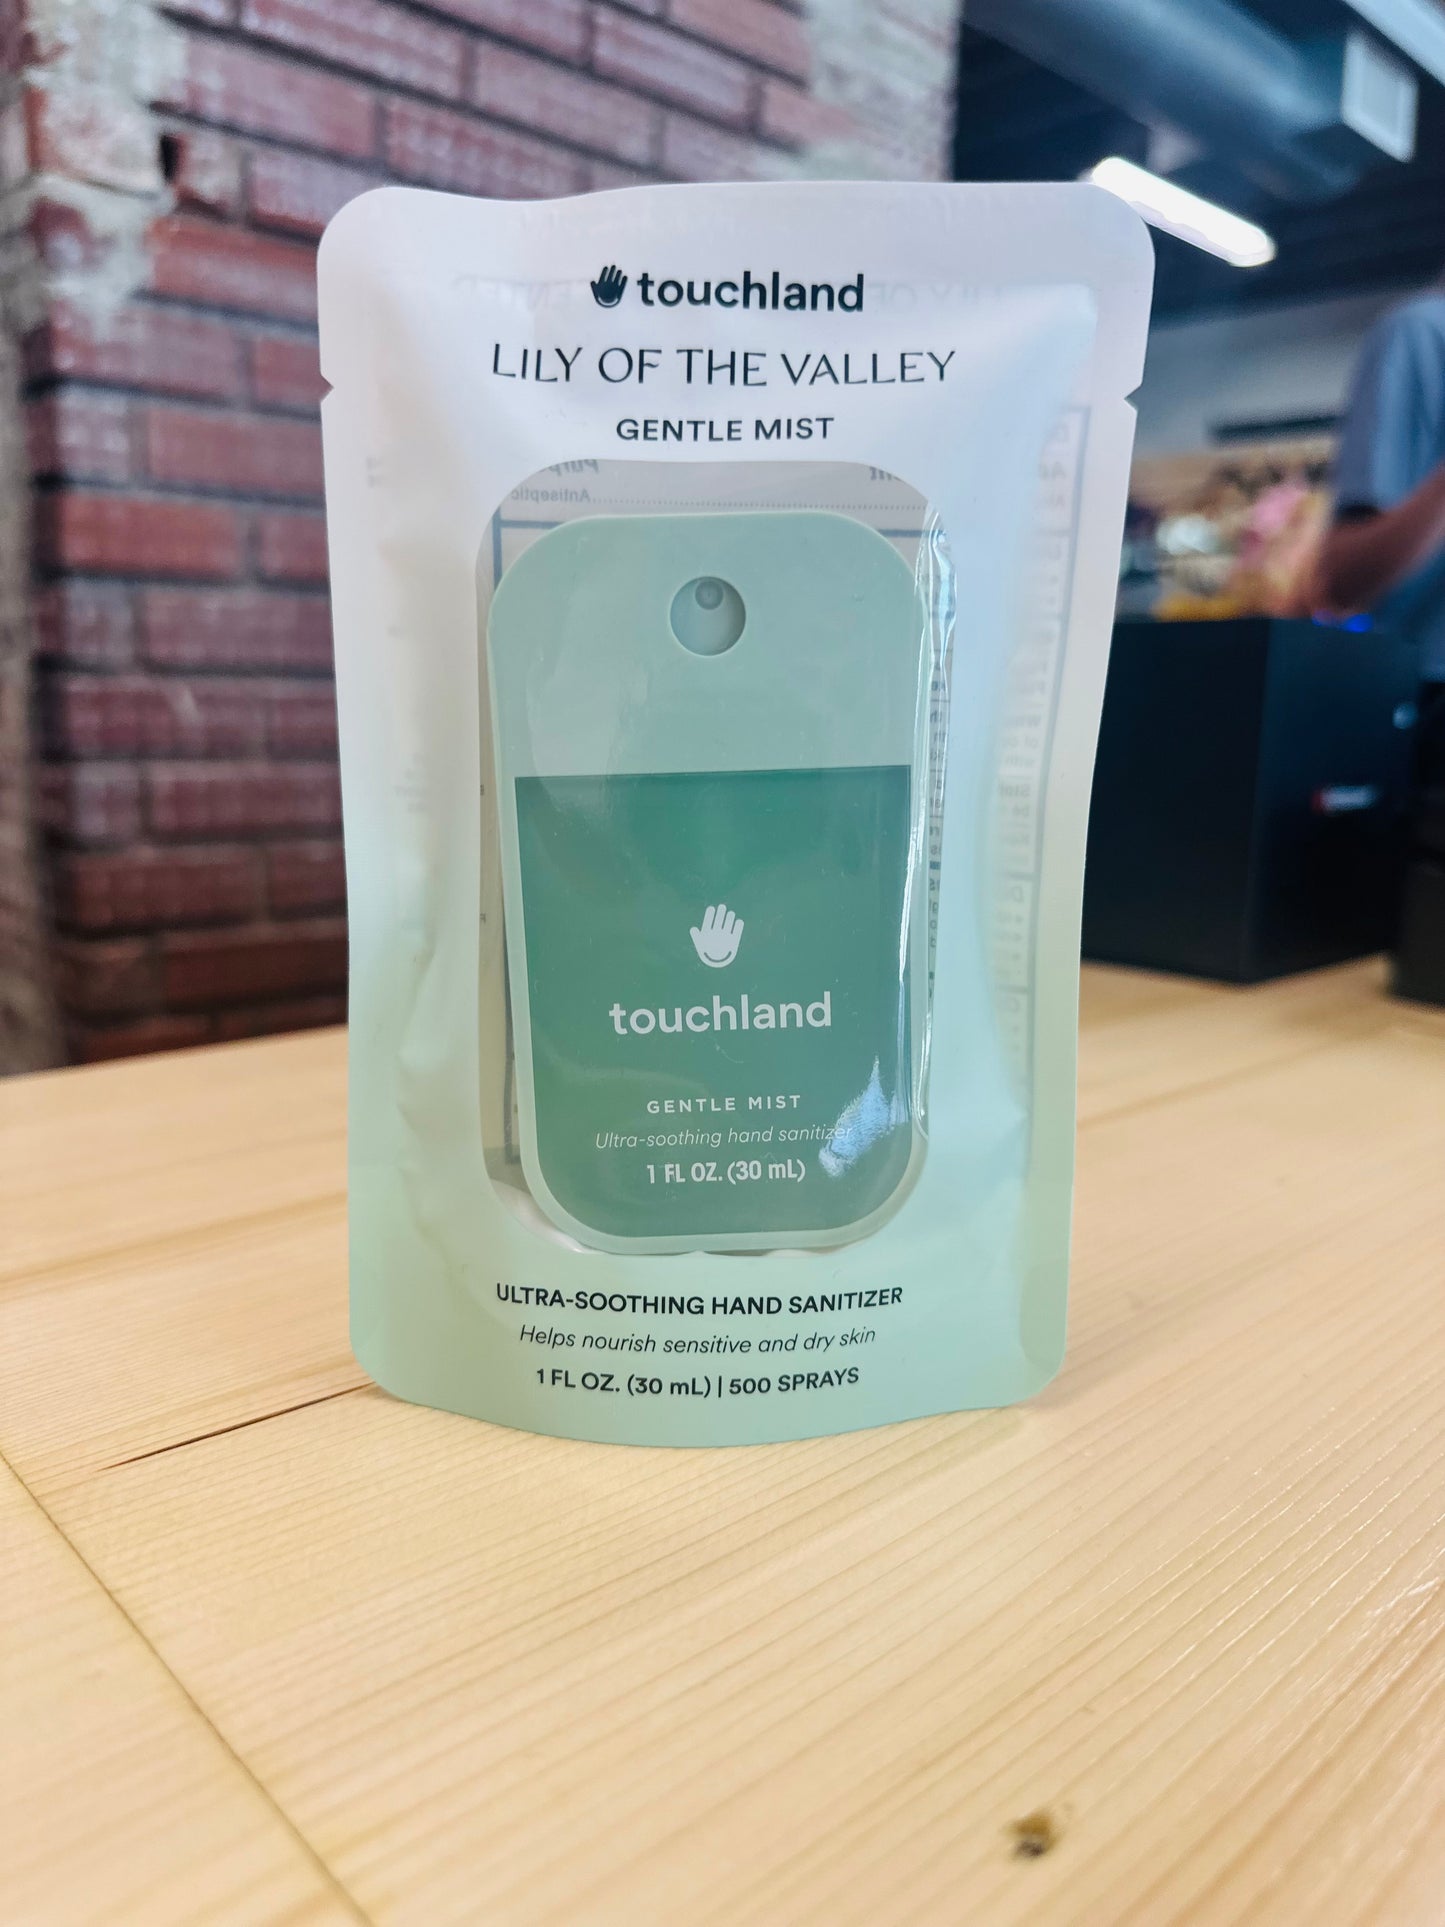 touchland
LILY OF THE VALLEY
GENTLE MIST
Antiseptic
touchland
GENTLE MIST
Ultra-soothing hand sanitizer
1 FL OZ. (30 mL)
ULTRA-SOOTHING HAND SANITIZER
Helps nourish sensitive and dry skin
1 FL OZ. (30 mL) | 500 SPRAYS